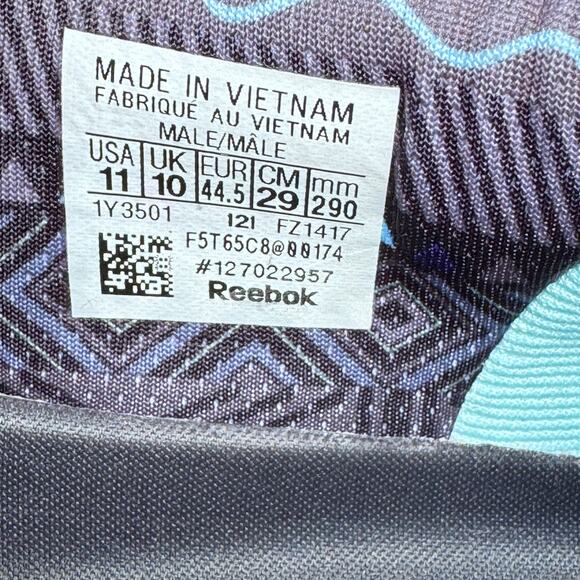 MADE IN VIETNAM
FABRIQUÉ AU VIETNAM
MALE/MÂLE
USA UK EUR CM mm
11 10 44.5 29 290
1Y3501 12I FZ1417
F5T65C8@00174
#127022957
Reebok